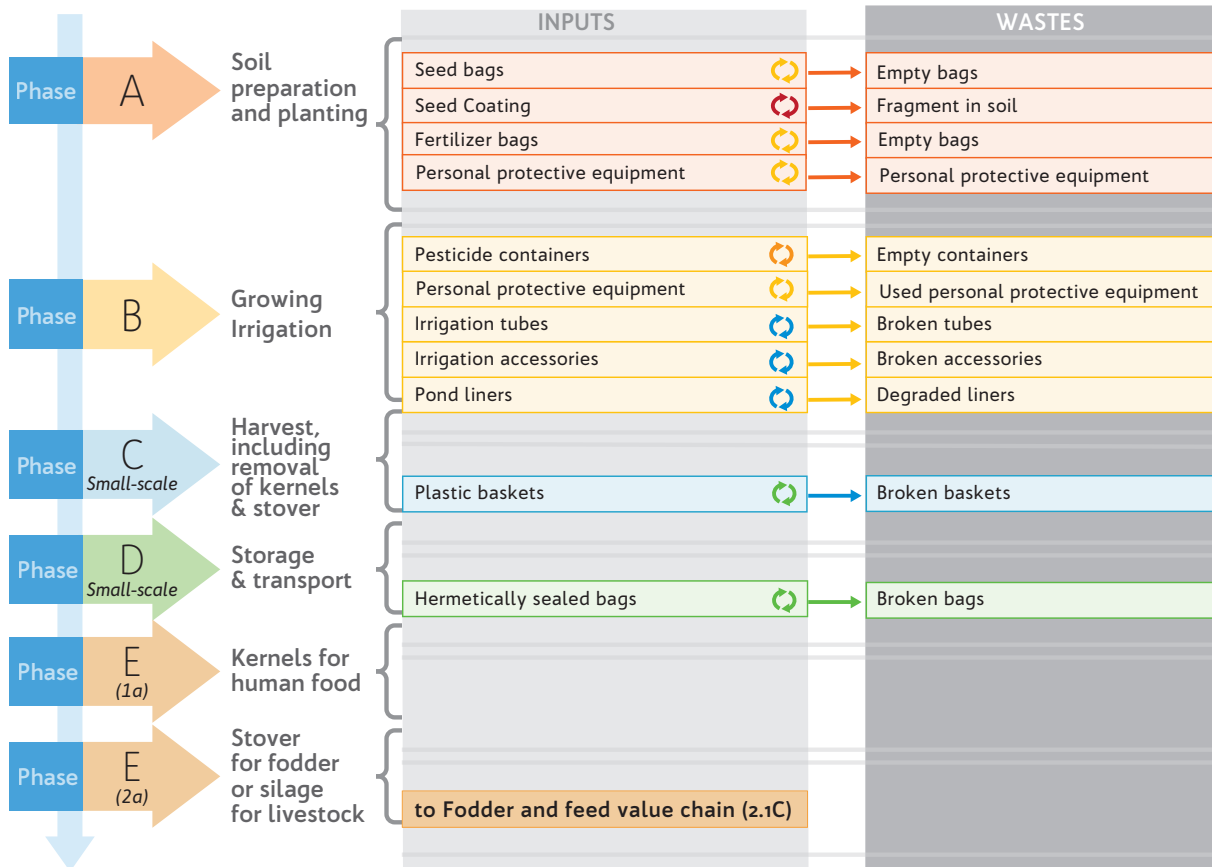 INPUTS
WASTES
Phase
A
Soil
preparation
and planting
Seed bags
Empty bags
Seed Coating
Fragment in soil
Fertilizer bags
Empty bags
Personal protective equipment
Personal protective equipment
Phase
B
Growing
Irrigation
Pesticide containers
Empty containers
Personal protective equipment
Used personal protective equipment
Irrigation tubes
Broken tubes
Irrigation accessories
Broken accessories
Pond liners
Degraded liners
Phase
C
Small-scale
Harvest,
including
removal
of kernels
& stover
Plastic baskets
Broken baskets
Phase
D
Small-scale
Storage
& transport
Hermetically sealed bags
Broken bags
Phase
E
(1a)
Kernels for
human food
Phase
E
(2a)
Stover
for fodder
or silage
for livestock
to Fodder and feed value chain (2.1C)